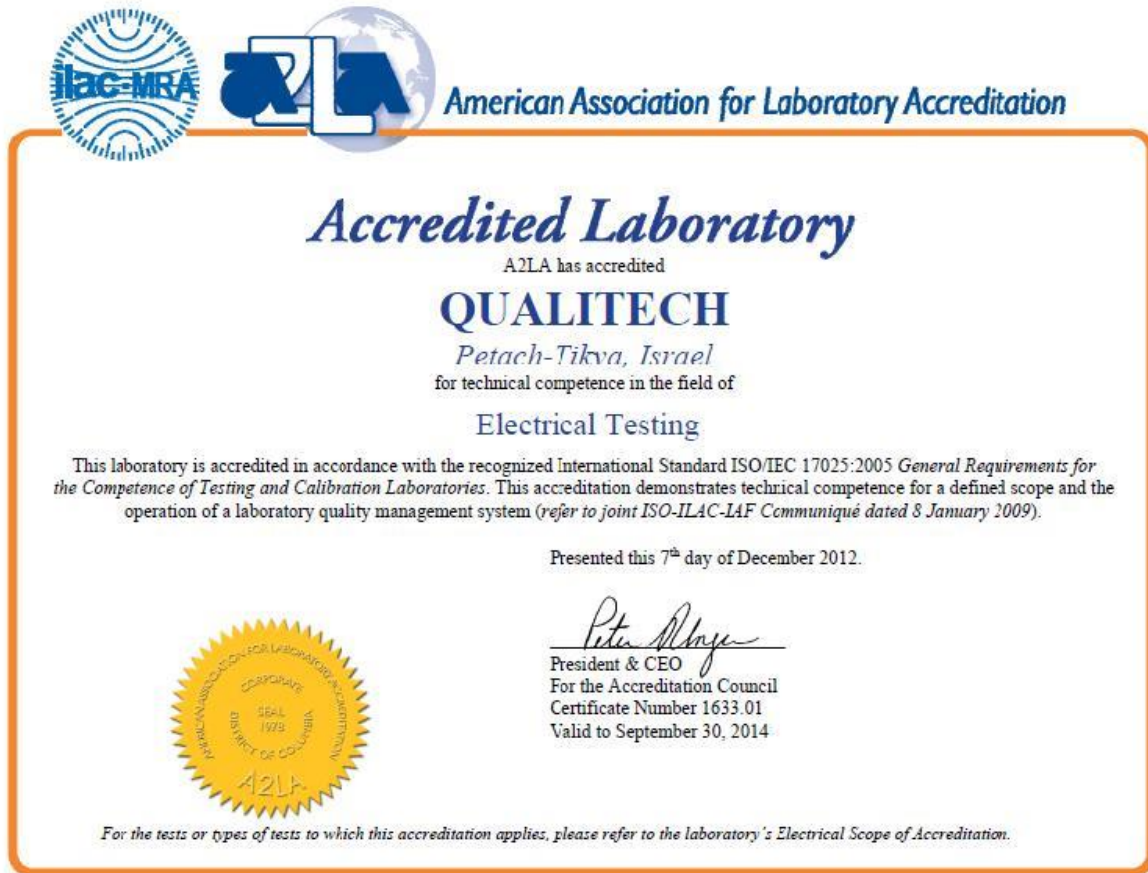 ilac-MRA
A2LA
American Association for Laboratory Accreditation
Accredited Laboratory
A2LA has accredited
QUALITECH
Petach-Tikva, Israel
for technical competence in the field of
Electrical Testing
This laboratory is accredited in accordance with the recognized International Standard ISO/IEC 17025:2005 General Requirements for
the Competence of Testing and Calibration Laboratories. This accreditation demonstrates technical competence for a defined scope and the
operation of a laboratory quality management system (refer to joint ISO-ILAC-IAF Communiqué dated 8 January 2009).
Presented this 7th day of December 2012.
President & CEO
For the Accreditation Council
Certificate Number 1633.01
Valid to September 30, 2014
AMERICAN ASSOCIATION FOR LABORATORY ACCREDITATION
CORPORATE
SEAL
1978
DISTRICT OF COLUMBIA
A2LA
For the tests or types of tests to which this accreditation applies, please refer to the laboratory's Electrical Scope of Accreditation.